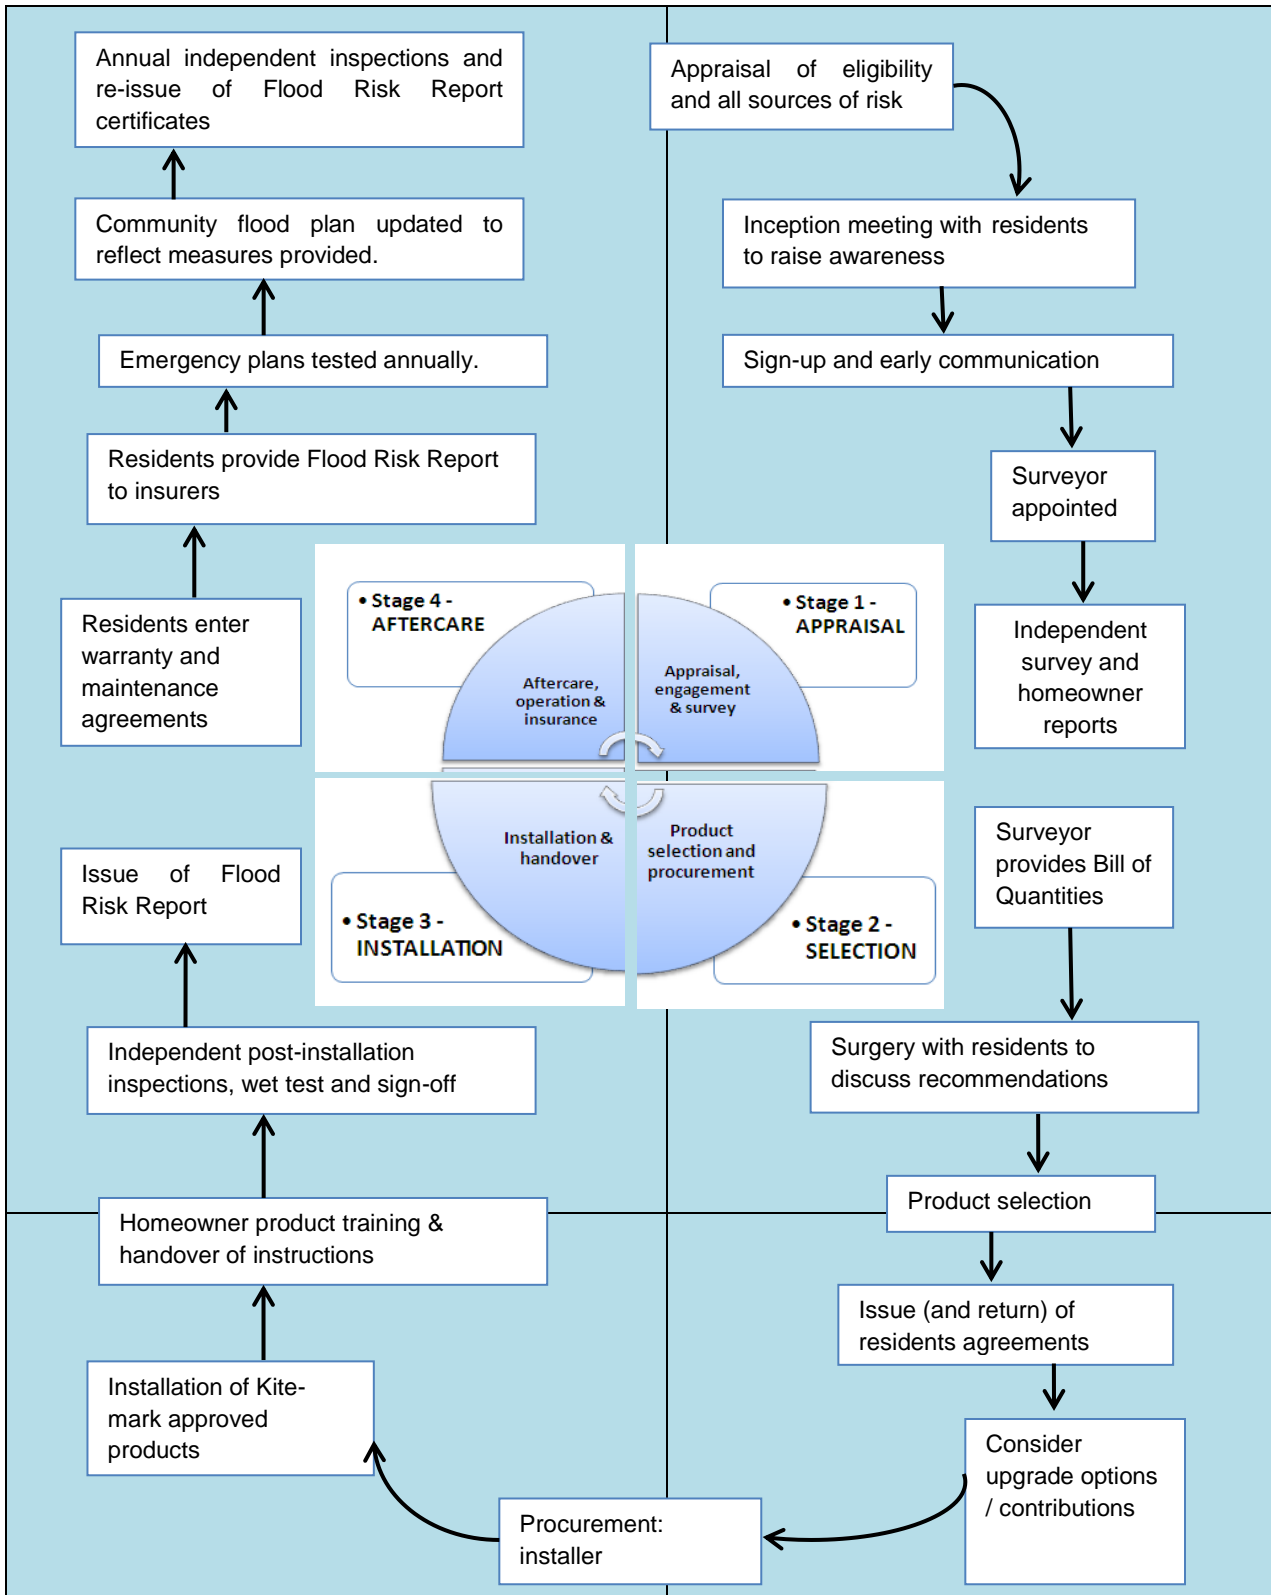 Appraisal of eligibility
and all sources of risk
Inception meeting with residents
to raise awareness
Sign-up and early communication
Surveyor
appointed
Independent
survey and
homeowner
reports
• Stage 1 -
APPRAISAL
Appraisal,
engagement
& survey
Surveyor
provides Bill of
Quantities
Surgery with residents to
discuss recommendations
Product selection
Issue (and return) of
residents agreements
Consider
upgrade options
/ contributions
Procurement:
installer
Product
selection and
procurement
• Stage 2 -
SELECTION
Installation of Kite-
mark approved
products
Homeowner product training &
handover of instructions
Independent post-installation
inspections, wet test and sign-off
Issue of Flood
Risk Report
Installation &
handover
• Stage 3 -
INSTALLATION
Residents enter
warranty and
maintenance
agreements
Residents provide Flood Risk Report
to insurers
Emergency plans tested annually.
Community flood plan updated to
reflect measures provided.
Annual independent inspections and
re-issue of Flood Risk Report
certificates
• Stage 4 -
AFTERCARE
Aftercare,
operation &
insurance